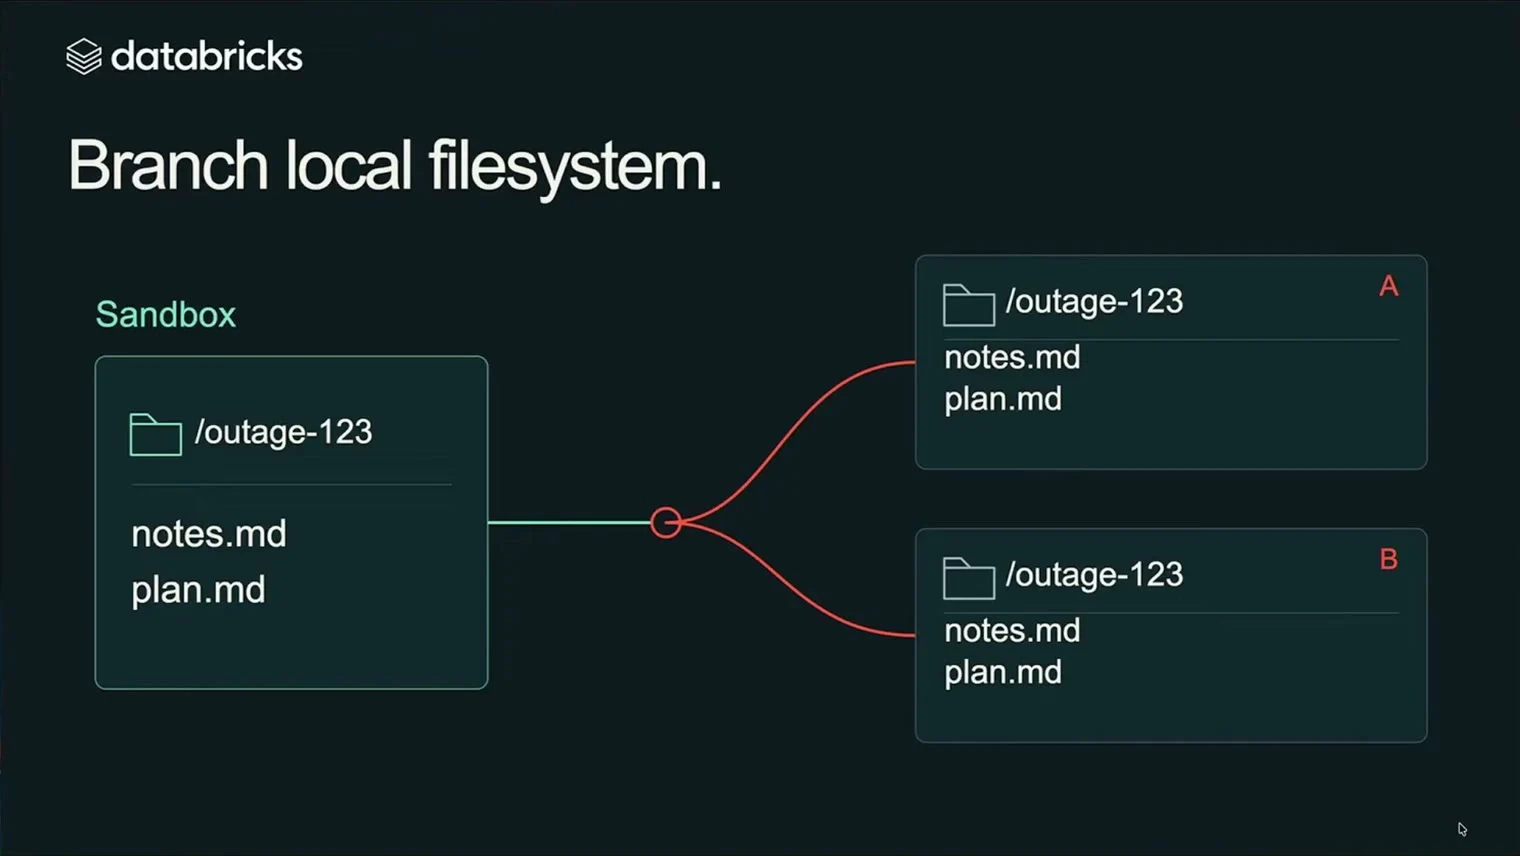 databricks
Branch local filesystem.
Sandbox
/outage-123
notes.md
plan.md
/outage-123
A
notes.md
plan.md
/outage-123
B
notes.md
plan.md